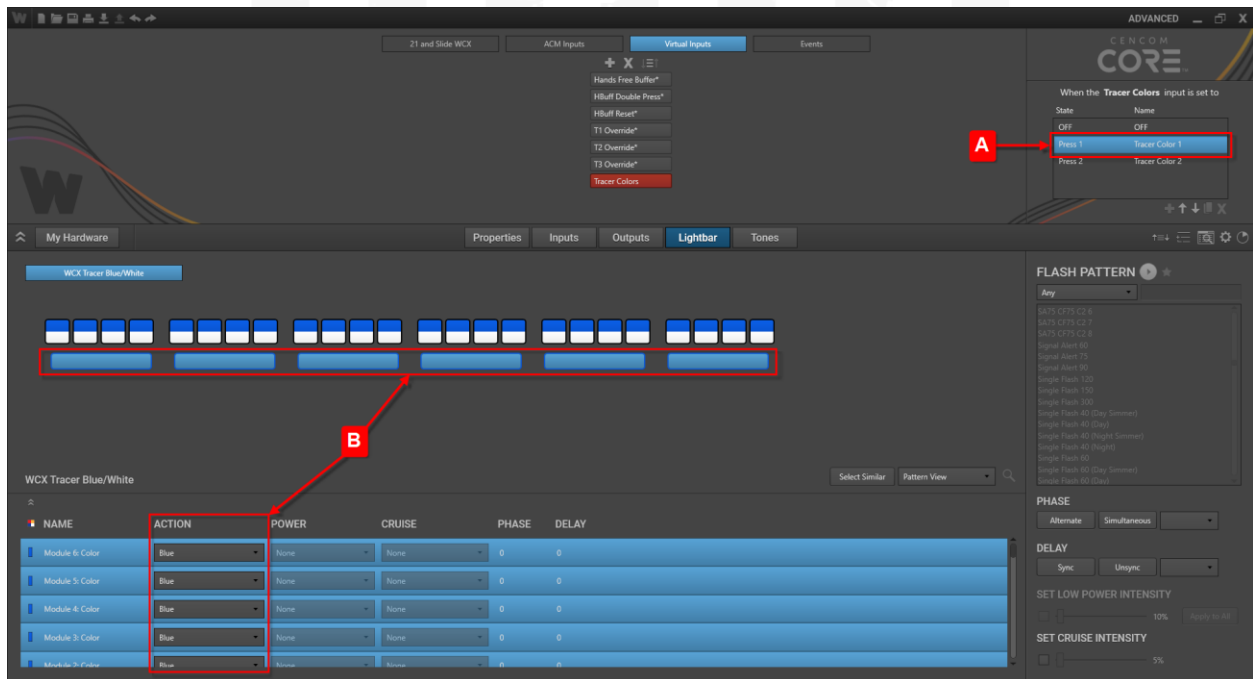 W ADVANCED
21 and Slide WCX ACM Inputs Virtual Inputs Events
Hands Free Buffer*
HBuff Double Press*
HBuff Reset*
T1 Override*
T2 Override*
T3 Override*
Tracer Colors
W
CENCOM
CORE
When the Tracer Colors input is set to
State Name
OFF OFF
A
Press 1 Tracer Color 1
Press 2 Tracer Color 2
My Hardware Properties Inputs Outputs Lightbar Tones
WCX Tracer Blue/White
B
WCX Tracer Blue/White Select Similar Pattern View
NAME ACTION POWER CRUISE PHASE DELAY
Module 6: Color Blue None None 0 0
Module 5: Color Blue None None 0 0
Module 4: Color Blue None None 0 0
Module 3: Color Blue None None 0 0
Module 2: Color Blue None None 0 0
FLASH PATTERN
Any
SA75 CF75 C2 6
SA75 CF75 C2 7
SA75 CF75 C2 8
Signal Alert 60
Signal Alert 75
Signal Alert 90
Single Flash 120
Single Flash 150
Single Flash 300
Single Flash 40 (Day Simmer)
Single Flash 40 (Day)
Single Flash 40 (Night Simmer)
Single Flash 40 (Night)
Single Flash 60
Single Flash 60 (Day Simmer)
Single Flash 60 (Day)
PHASE
Alternate Simultaneous
DELAY
Sync Unsync
SET LOW POWER INTENSITY
10% Apply to All
SET CRUISE INTENSITY
5%